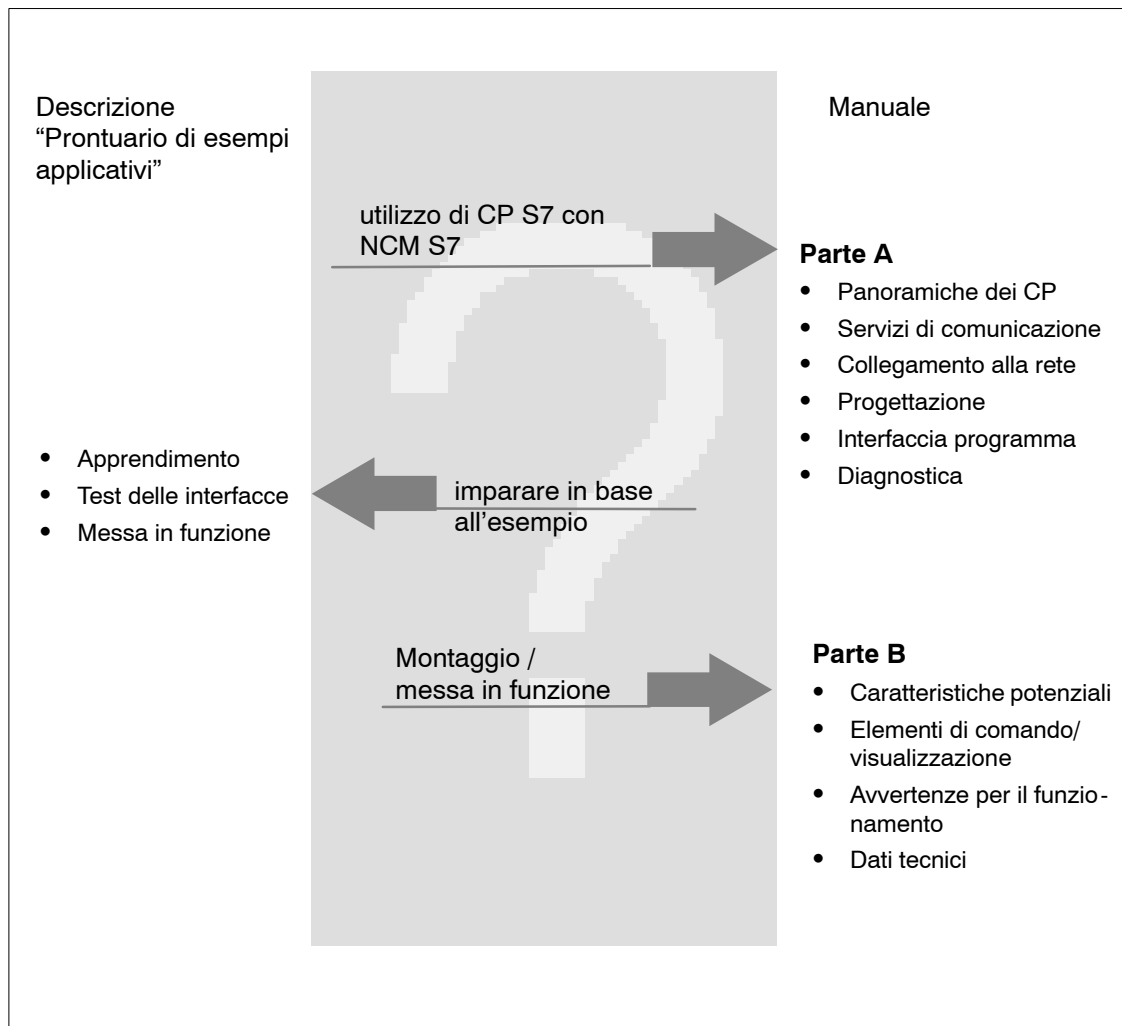 Descrizione
“Prontuario di esempi
applicativi”
Manuale
utilizzo di CP S7 con
NCM S7
Parte A
• Panoramiche dei CP
• Servizi di comunicazione
• Collegamento alla rete
• Progettazione
• Interfaccia programma
• Diagnostica
• Apprendimento
• Test delle interfacce
• Messa in funzione
imparare in base
all’esempio
Montaggio /
messa in funzione
Parte B
• Caratteristiche potenziali
• Elementi di comando/
visualizzazione
• Avvertenze per il funzio-
namento
• Dati tecnici